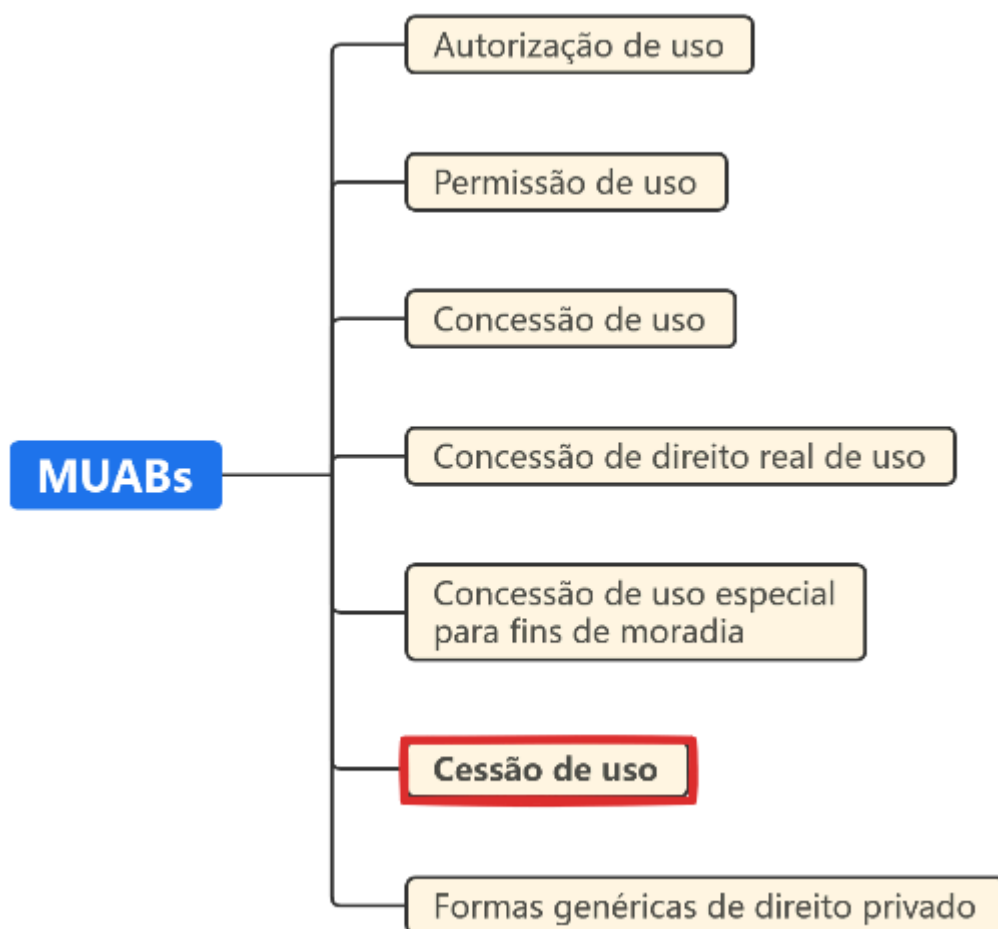 Autorização de uso
Permissão de uso
Concessão de uso
Concessão de direito real de uso
MUABs
Concessão de uso especial
para fins de moradia
Cessão de uso
Formas genéricas de direito privado